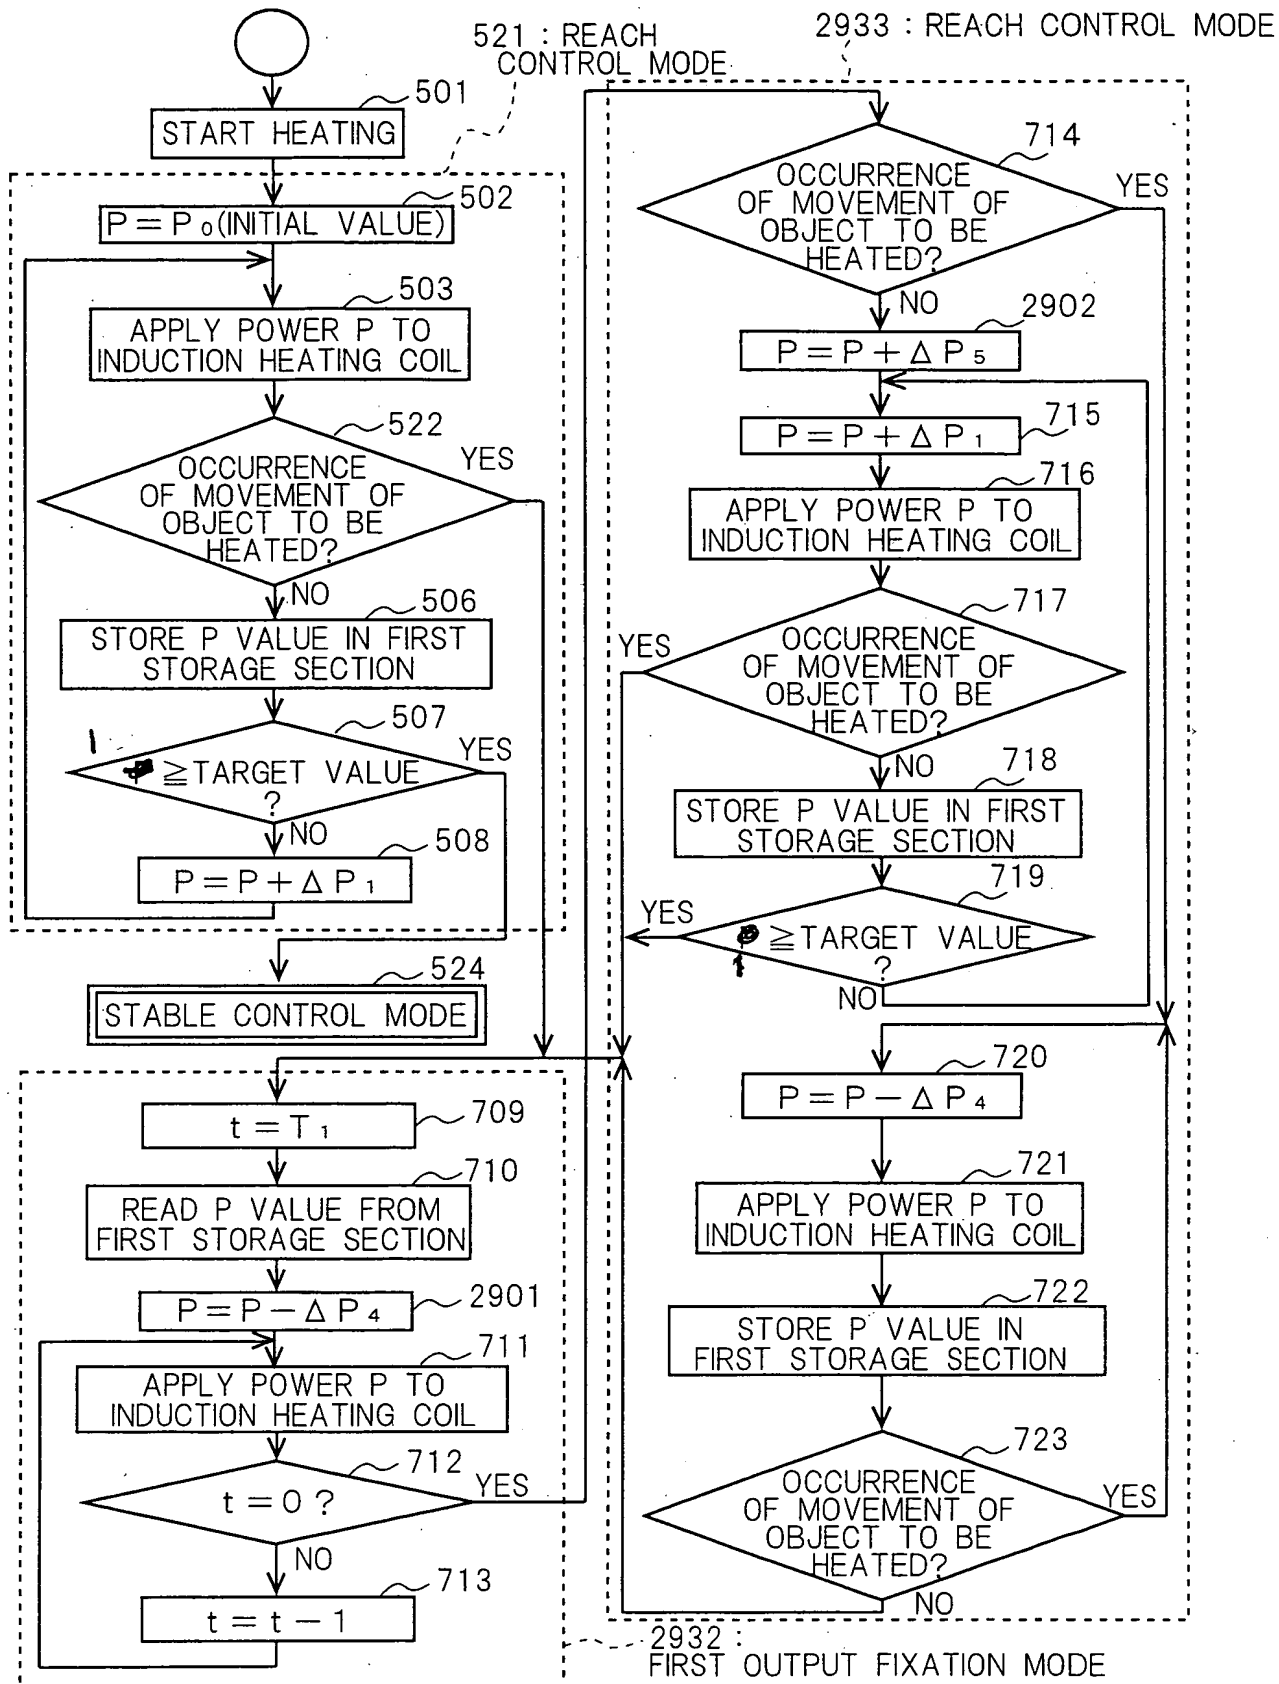 521 : REACH
CONTROL MODE
501
START HEATING
502
P = P0 (INITIAL VALUE)
503
APPLY POWER P TO
INDUCTION HEATING COIL
522
OCCURRENCE
OF MOVEMENT OF
OBJECT TO BE
HEATED?
YES
NO
506
STORE P VALUE IN FIRST
STORAGE SECTION
507
≧ TARGET VALUE
?
YES
NO
508
P = P + Δ P1
524
STABLE CONTROL MODE
709
t = T1
710
READ P VALUE FROM
FIRST STORAGE SECTION
2901
P = P − Δ P4
711
APPLY POWER P TO
INDUCTION HEATING COIL
712
t = 0 ?
YES
NO
713
t = t − 1
2932 :
FIRST OUTPUT FIXATION MODE
2933 : REACH CONTROL MODE
714
OCCURRENCE
OF MOVEMENT OF
OBJECT TO BE
HEATED?
YES
NO
2902
P = P + Δ P5
715
P = P + Δ P1
716
APPLY POWER P TO
INDUCTION HEATING COIL
717
OCCURRENCE
OF MOVEMENT OF
OBJECT TO BE
HEATED?
YES
NO
718
STORE P VALUE IN FIRST
STORAGE SECTION
719
≧ TARGET VALUE
?
YES
NO
720
P = P − Δ P4
721
APPLY POWER P TO
INDUCTION HEATING COIL
722
STORE P VALUE IN
FIRST STORAGE SECTION
723
OCCURRENCE
OF MOVEMENT OF
OBJECT TO BE
HEATED?
YES
NO